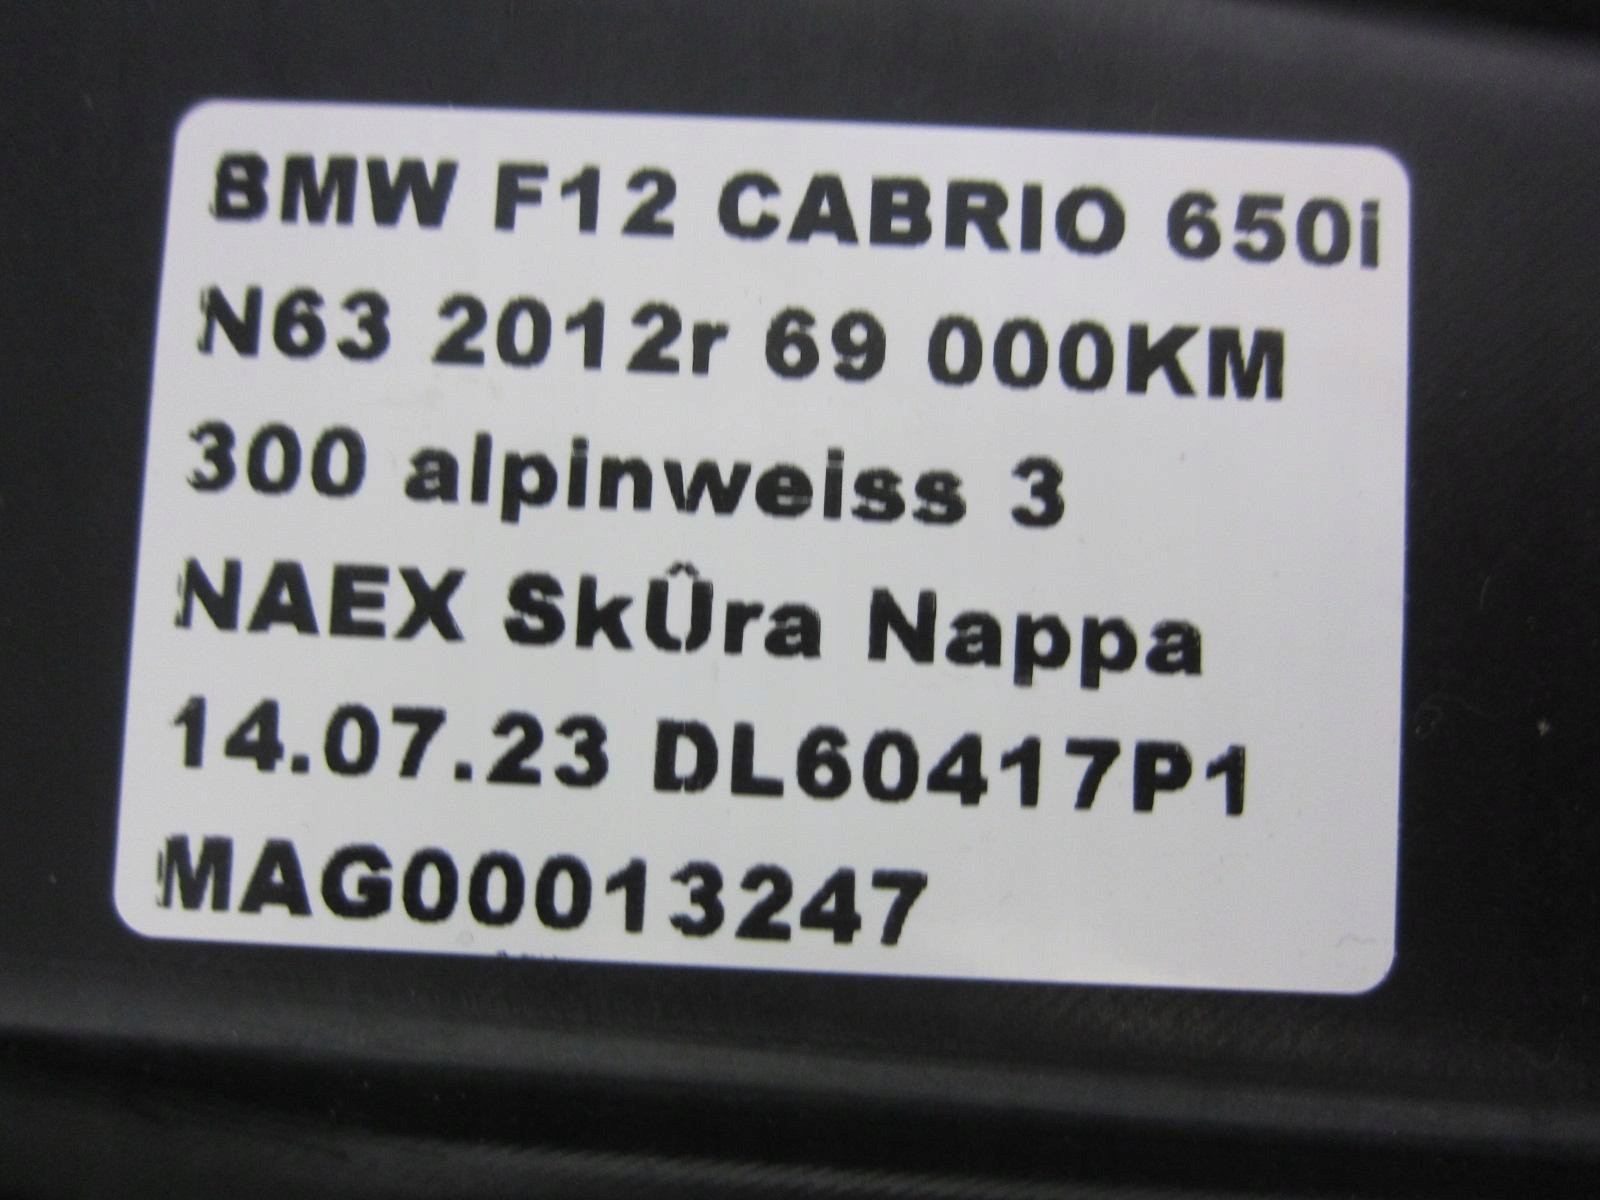 BMW F12 CABRIO 650i
N63 2012r 69 000KM
300 alpinweiss 3
NAEX SkÛra Nappa
14.07.23 DL60417P1
MAG00013247